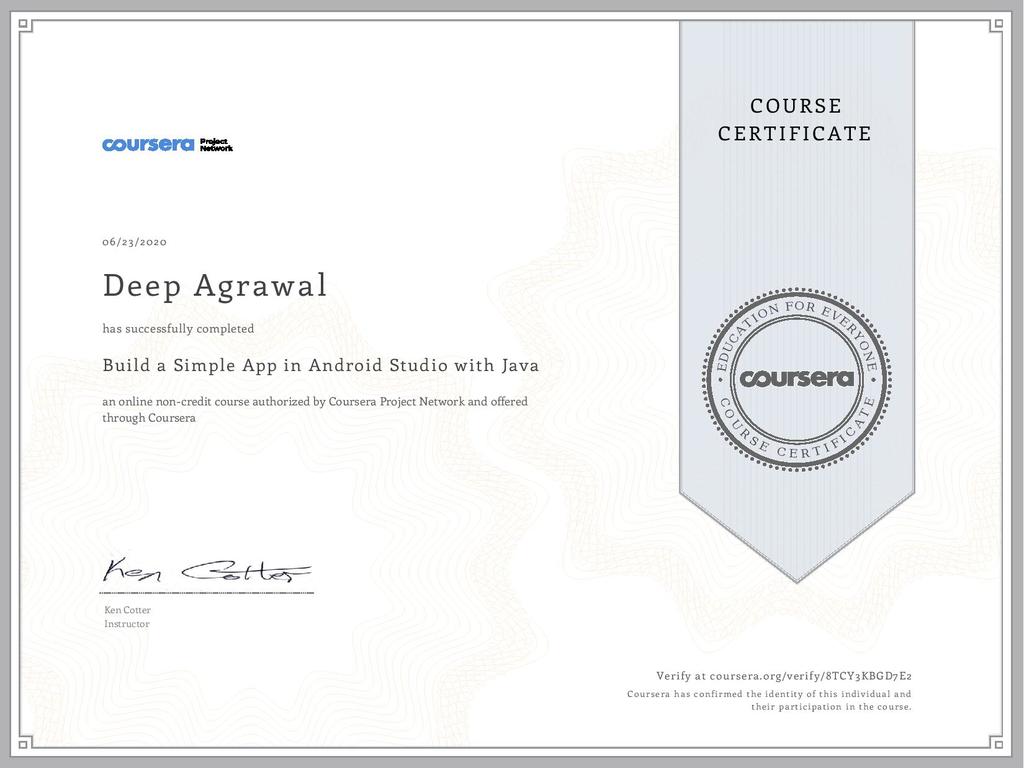 COURSE
CERTIFICATE
coursera Project
Network
06/23/2020
Deep Agrawal
has successfully completed
Build a Simple App in Android Studio with Java
an online non-credit course authorized by Coursera Project Network and offered
through Coursera
EDUCATION FOR EVERYONE
coursera
COURSE CERTIFICATE
Ken Cotter
Ken Cotter
Instructor
Verify at coursera.org/verify/8TCY3KBGD7E2
Coursera has confirmed the identity of this individual and
their participation in the course.